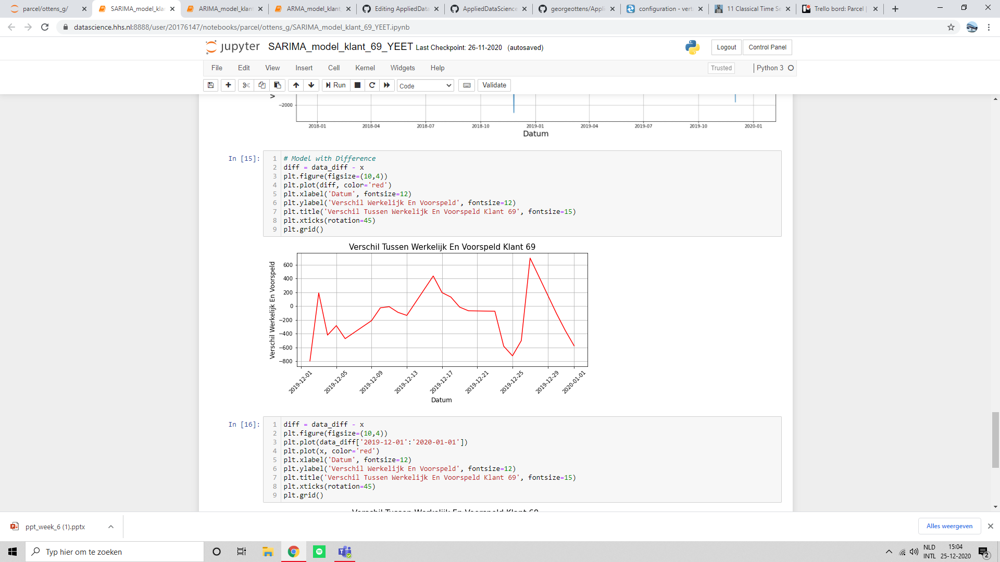 parcel/ottens_g/
SARIMA_model_kla
ARIMA_model_klant
ARMA_model_klant_
Editing AppliedData
AppliedDataScience
georgeottens/Appli
configuration - vert
11 Classical Time Se
Trello bord: Parcel |
datascience.hhs.nl:8888/user/20176147/notebooks/parcel/ottens_g/SARIMA_model_klant_69_YEET.ipynb
jupyter SARIMA_model_klant_69_YEET Last Checkpoint: 26-11-2020 (autosaved)
Logout
Control Panel
File Edit View Insert Cell Kernel Widgets Help
Trusted
Python 3
Run
Code
Validate
−2000
2018-01 2018-04 2018-07 2018-10 2019-01 2019-04 2019-07 2019-10 2020-01
Datum
In [15]:
1 # Model with Difference
2 diff = data_diff - x
3 plt.figure(figsize=(10,4))
4 plt.plot(diff, color='red')
5 plt.xlabel('Datum', fontsize=12)
6 plt.ylabel('Verschil Werkelijk En Voorspeld', fontsize=12)
7 plt.title('Verschil Tussen Werkelijk En Voorspeld Klant 69', fontsize=15)
8 plt.xticks(rotation=45)
9 plt.grid()
Verschil Tussen Werkelijk En Voorspeld Klant 69
Verschil Werkelijk En Voorspeld
600
400
200
0
−200
−400
−600
−800
2019-12-01 2019-12-05 2019-12-09 2019-12-13 2019-12-17 2019-12-21 2019-12-25 2019-12-29 2020-01-01
Datum
In [16]:
1 diff = data_diff - x
2 plt.figure(figsize=(10,4))
3 plt.plot(data_diff['2019-12-01':'2020-01-01'])
4 plt.plot(x, color='red')
5 plt.xlabel('Datum', fontsize=12)
6 plt.ylabel('Verschil Werkelijk En Voorspeld', fontsize=12)
7 plt.title('Verschil Tussen Werkelijk En Voorspeld Klant 69', fontsize=15)
8 plt.xticks(rotation=45)
9 plt.grid()
Verschil Tussen Werkelijk En Voorspeld Klant 69
ppt_week_6 (1).pptx
Alles weergeven
Typ hier om te zoeken
NLD
INTL
15:04
25-12-2020
2